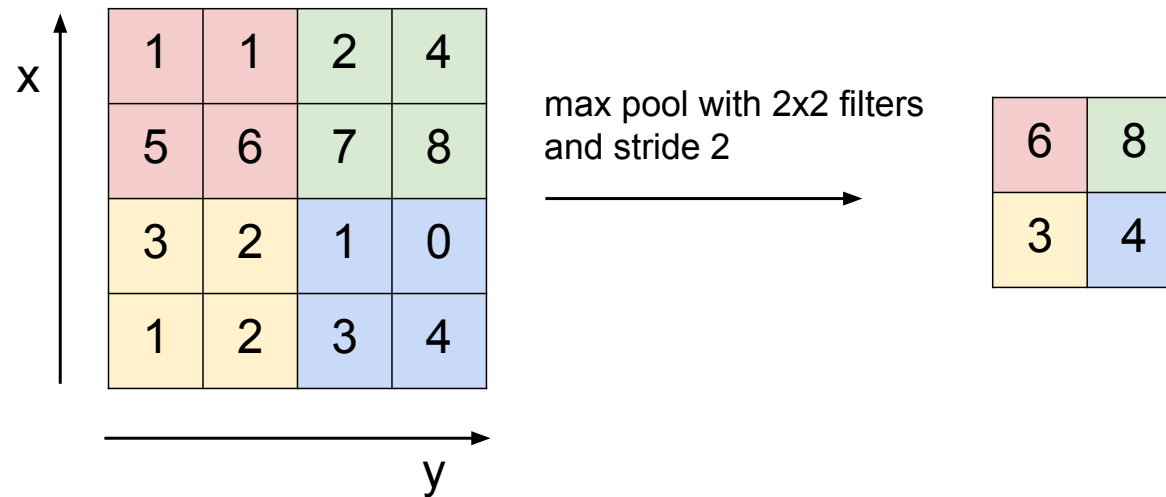 x
1 1 2 4
5 6 7 8
3 2 1 0
1 2 3 4
y
max pool with 2x2 filters
and stride 2
6 8
3 4